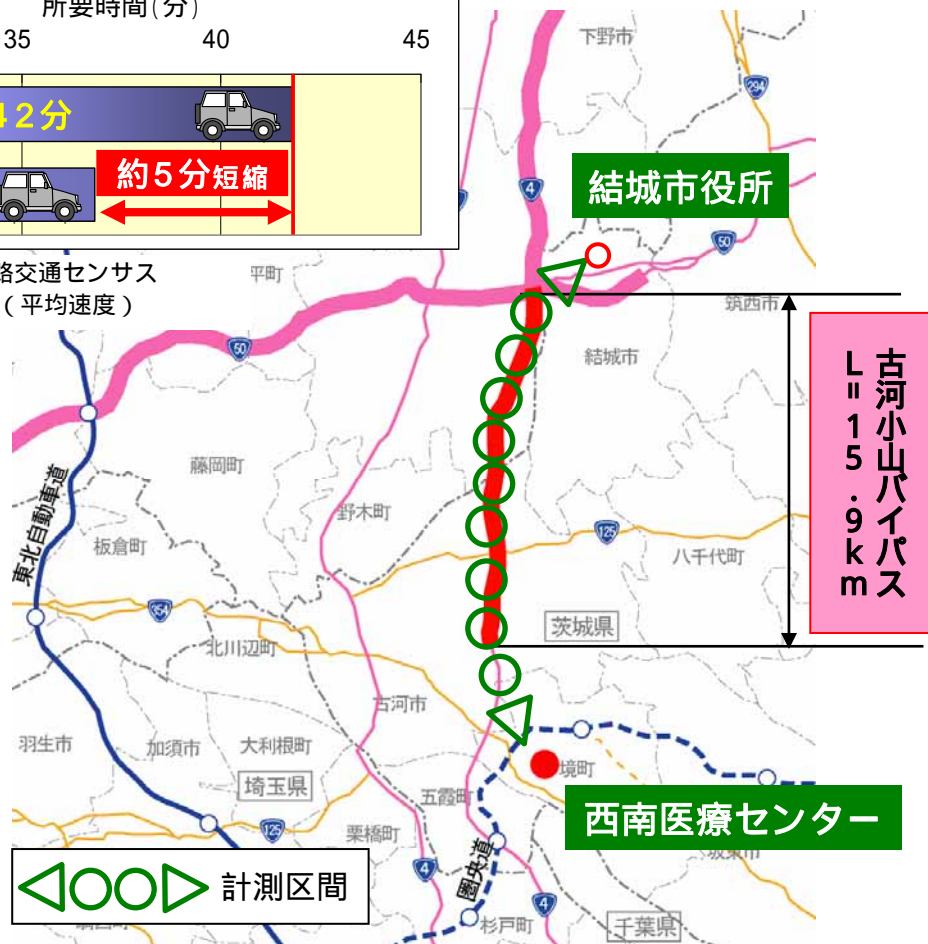 所要時間(分)
35
40
45
42分
約5分短縮
路交通センサス
(平均速度)
下野市
294
4
結城市役所
50
平町
筑西市
50
結城市
古河小山バイパス
L=15.9km
東北自動車道
藤岡町
野木町
板倉町
125
八千代町
354
茨城県
北川辺町
古河市
羽生市
加須市
大利根町
埼玉県
境町
五霞町
125
栗橋町
西南医療センター
坂東市
4
圏央道
4
計測区間
杉戸町
千葉県